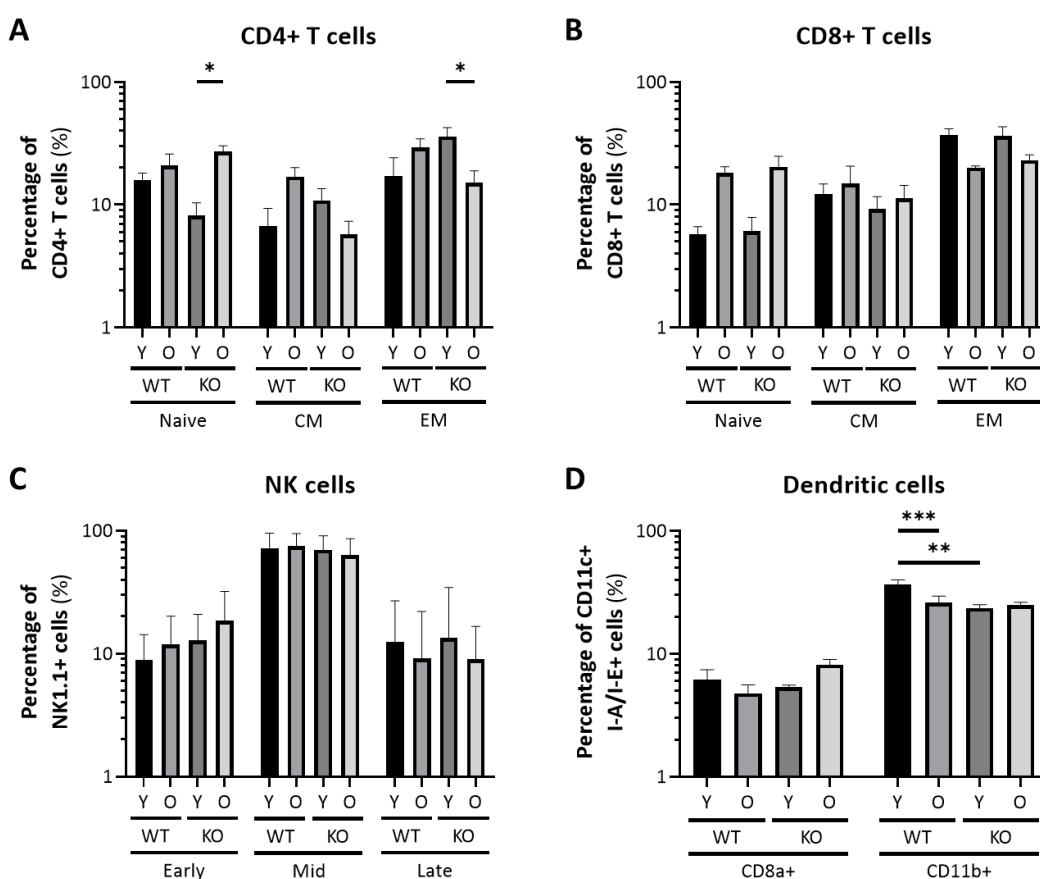 A
CD4+ T cells
Percentage of
CD4+ T cells (%)
100
10
1
*
*
Y O Y O Y O Y O Y O Y O
WT KO WT KO WT KO
Naive CM EM
B
CD8+ T cells
Percentage of
CD8+ T cells (%)
100
10
1
Y O Y O Y O Y O Y O Y O
WT KO WT KO WT KO
Naive CM EM
C
NK cells
Percentage of
NK1.1+ cells (%)
100
10
1
Y O Y O Y O Y O Y O Y O
WT KO WT KO WT KO
Early Mid Late
D
Dendritic cells
Percentage of CD11c+
I-A/I-E+ cells (%)
100
10
1
***
**
Y O Y O Y O Y O
WT KO WT KO
CD8a+ CD11b+